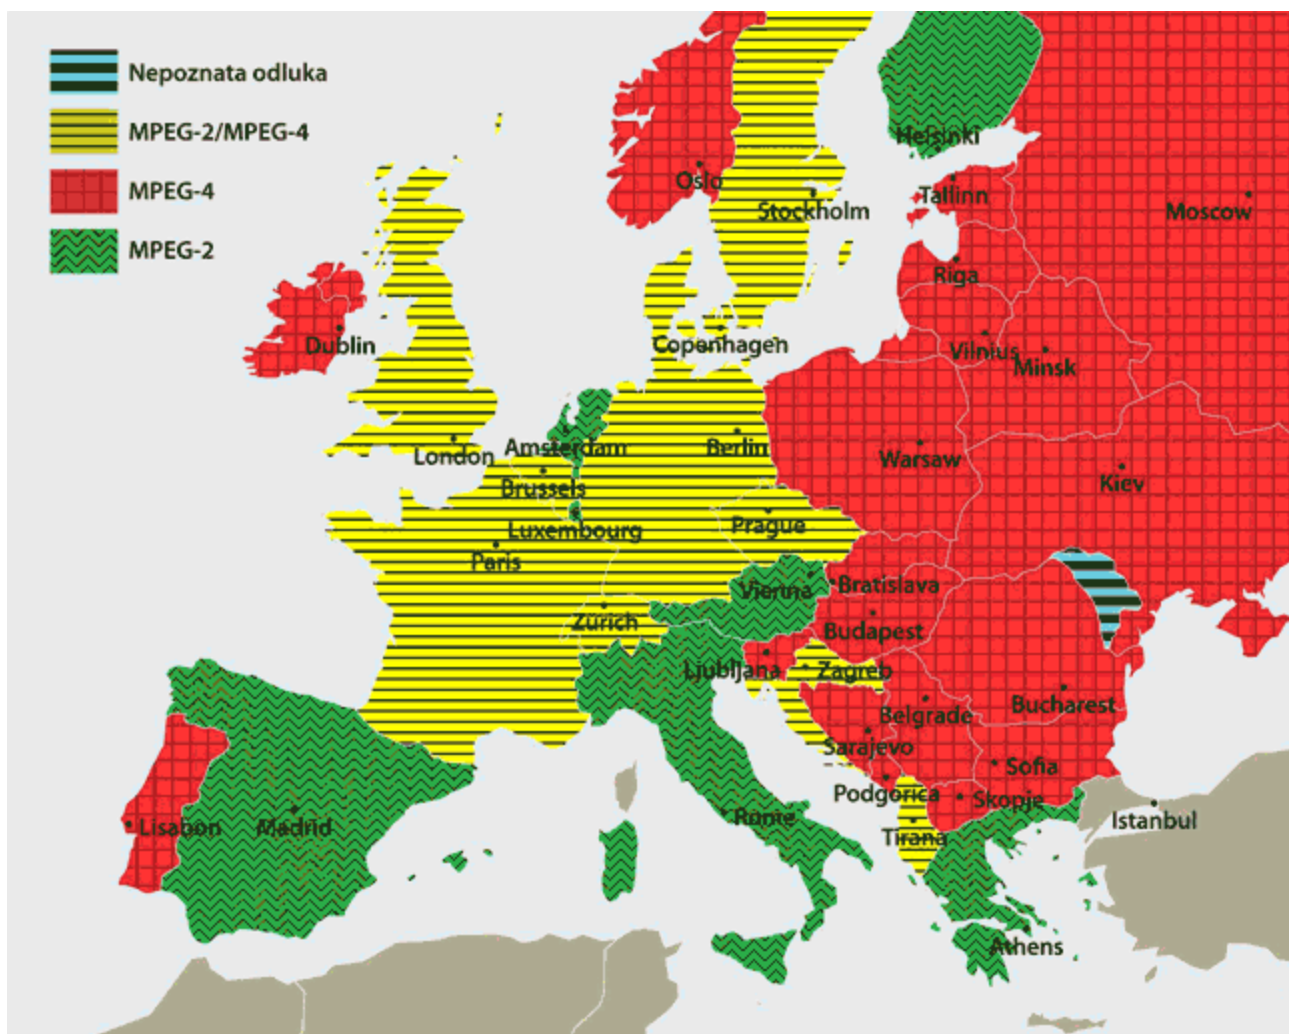 Nepoznata odluka
MPEG-2/MPEG-4
MPEG-4
MPEG-2
Helsinki
Oslo
Tallinn
Stockholm
Moscow
Riga
Dublin
Copenhagen
Vilnius
Minsk
Amsterdam
Berlin
London
Warsaw
Brussels
Kiev
Luxembourg
Prague
Paris
Vienna
Bratislava
Zurich
Budapest
Ljubljana
Zagreb
Belgrade
Bucharest
Sarajevo
Sofia
Podgorica
Skopje
Lisabon
Madrid
Rome
Istanbul
Tirana
Athens